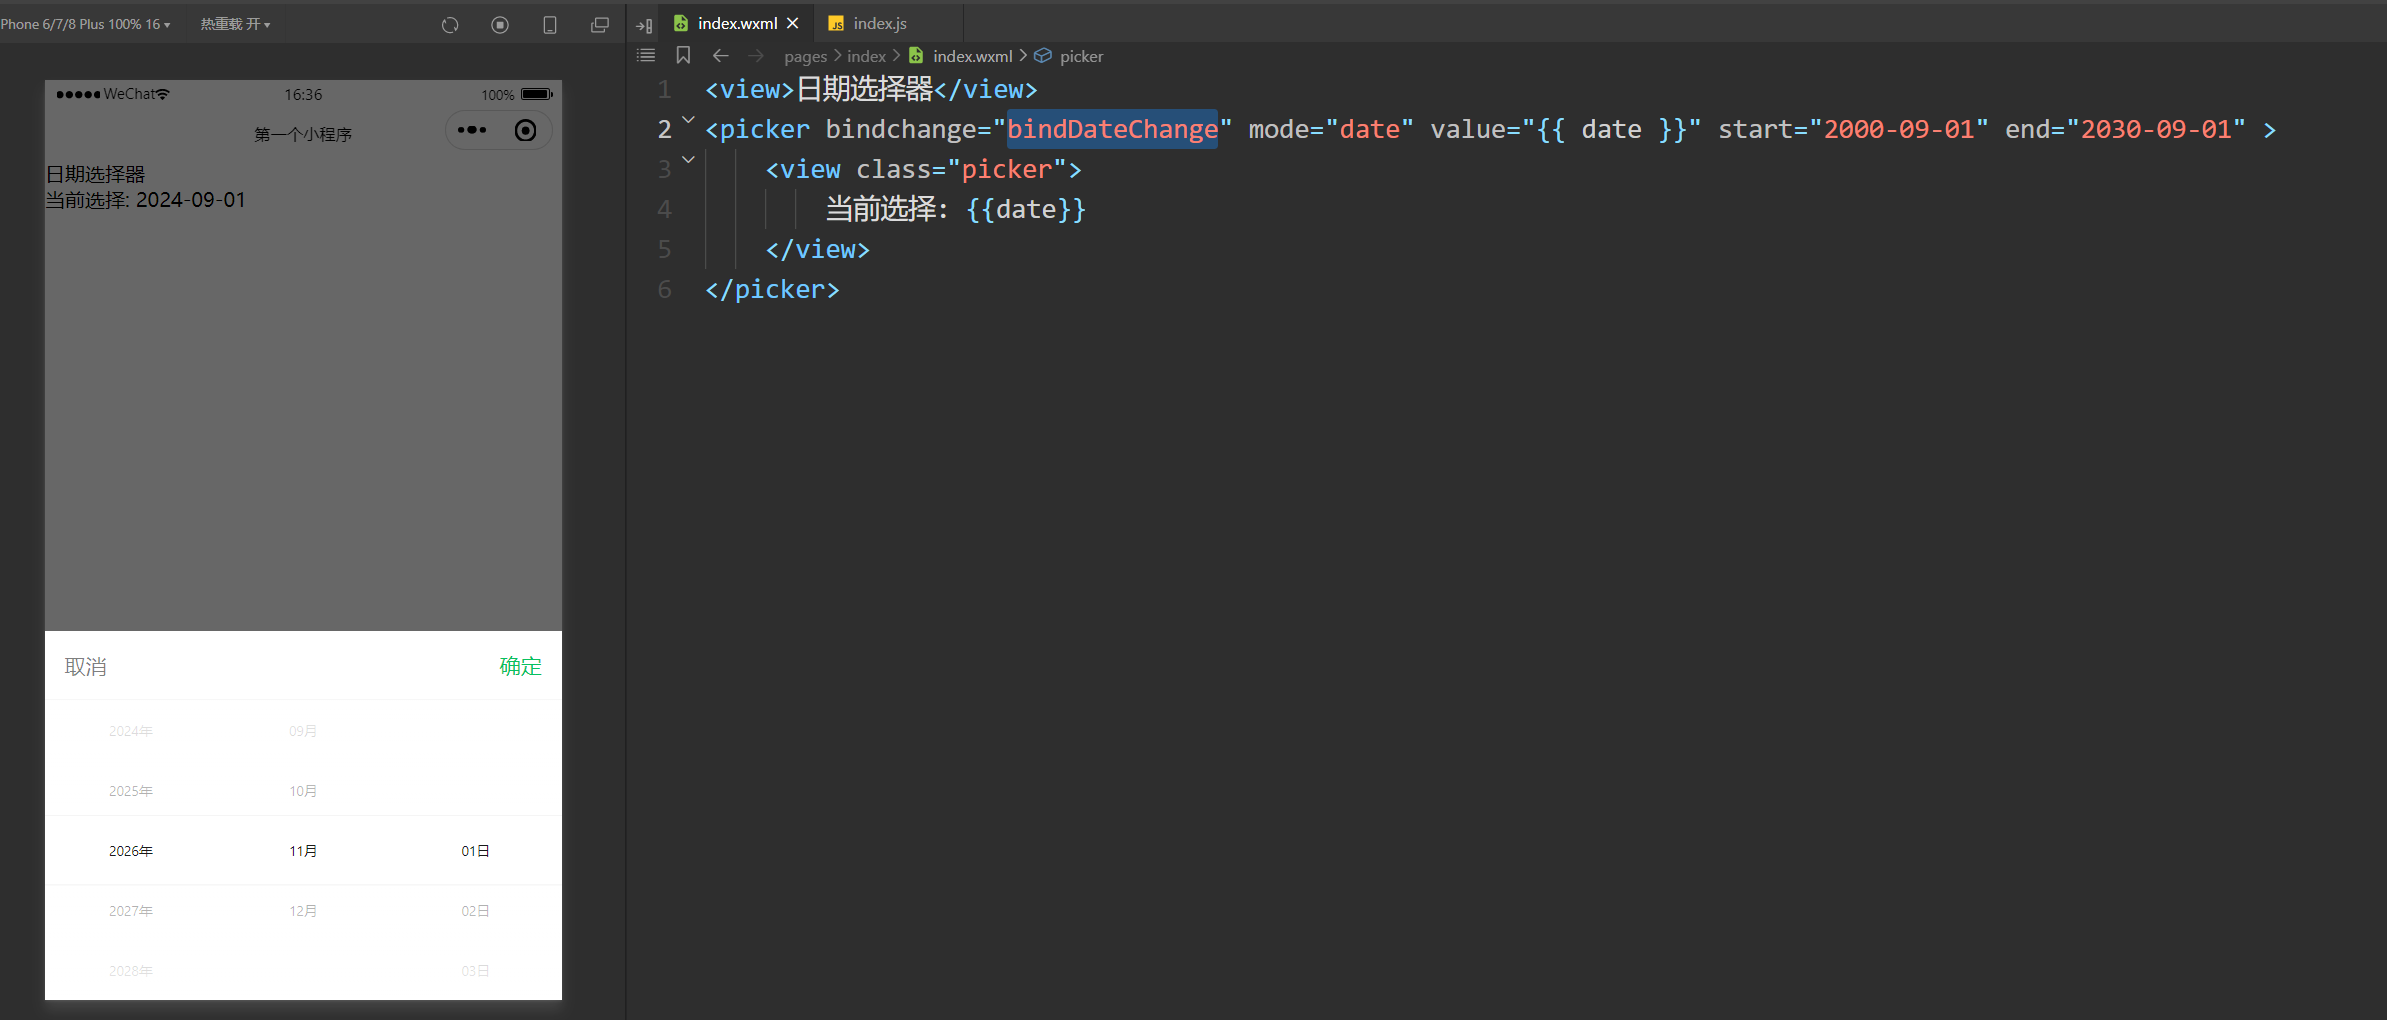 Phone 6/7/8 Plus 100% 16 热重载 开
index.wxml index.js
pages index index.wxml picker
WeChat 16:36 100%
第一个小程序
日期选择器
当前选择: 2024-09-01
取消 确定
2024年 09月
2025年 10月
2026年 11月 01日
2027年 12月 02日
2028年 03日
1 <view>日期选择器</view>
2 <picker bindchange="bindDateChange" mode="date" value="{{ date }}" start="2000-09-01" end="2030-09-01" >
3 <view class="picker">
4 当前选择: {{date}}
5 </view>
6 </picker>